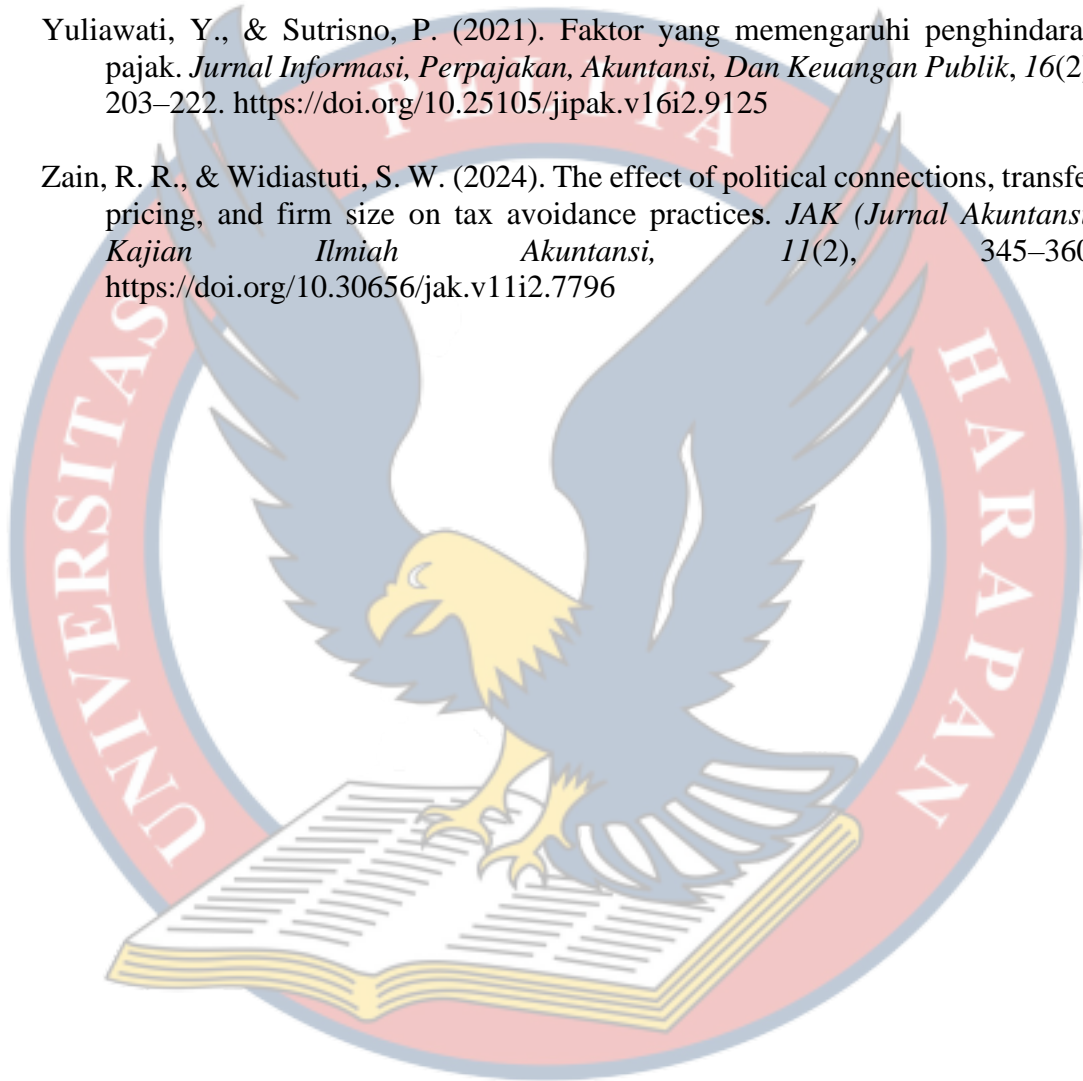 Yuliawati, Y., & Sutrisno, P. (2021). Faktor yang memengaruhi penghindara
pajak. Jurnal Informasi, Perpajakan, Akuntansi, Dan Keuangan Publik, 16(2
203–222. https://doi.org/10.25105/jipak.v16i2.9125
Zain, R. R., & Widiastuti, S. W. (2024). The effect of political connections, transfe
pricing, and firm size on tax avoidance practices. JAK (Jurnal Akuntans
Kajian Ilmiah Akuntansi, 11(2), 345–360
https://doi.org/10.30656/jak.v11i2.7796
UNIVERSITAS PELITA HARAPAN